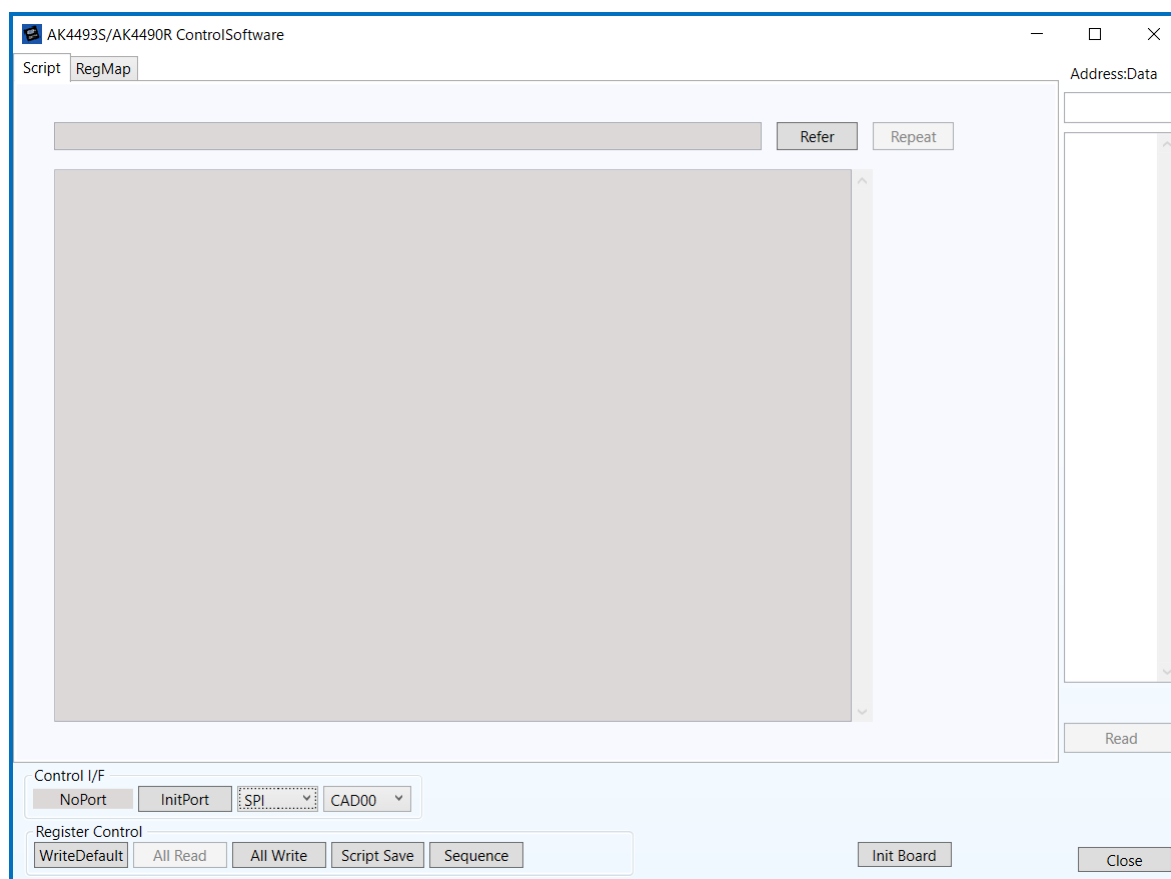 AK4493S/AK4490R ControlSoftware
Script RegMap
Address:Data
Refer Repeat
Read
Control I/F
NoPort InitPort SPI CAD00
Register Control
WriteDefault All Read All Write Script Save Sequence Init Board Close